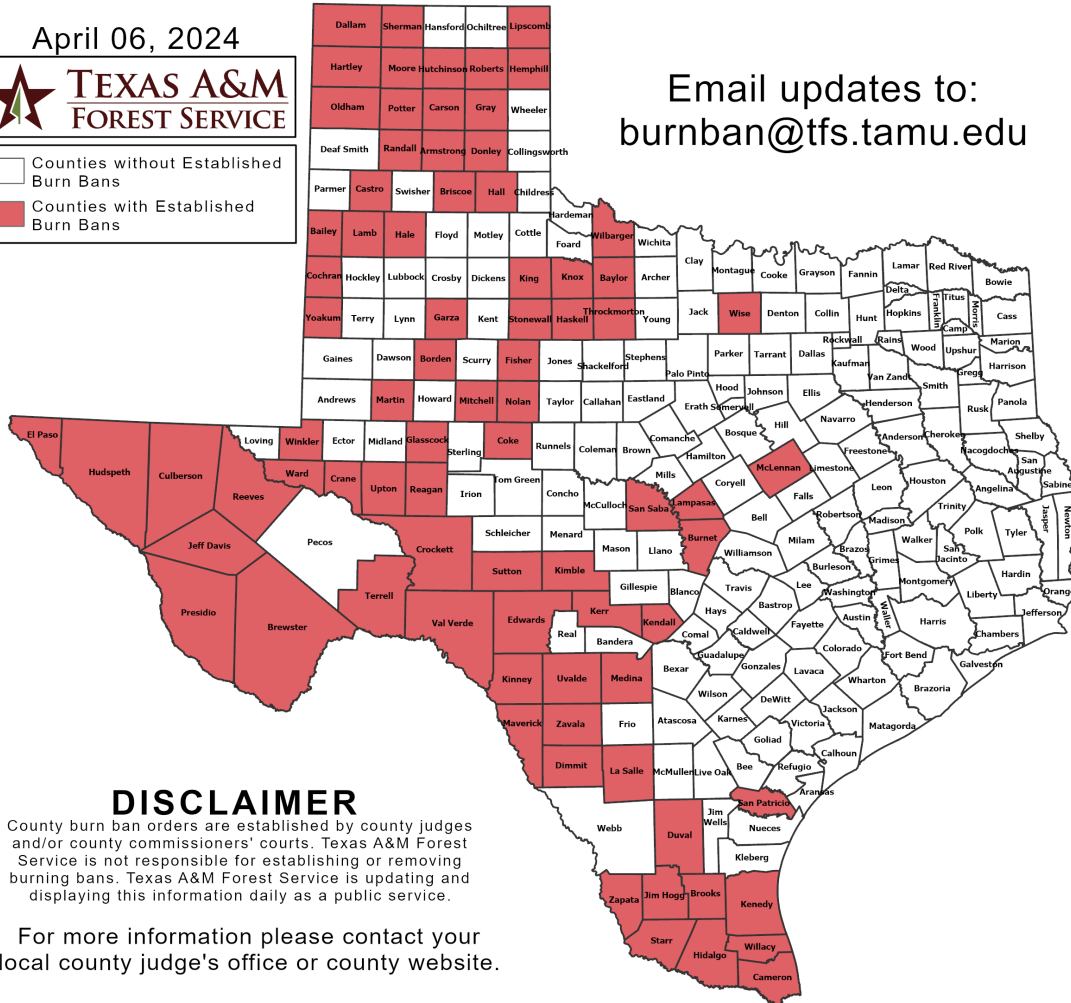 April 06, 2024
TEXAS A&M
FOREST SERVICE
Counties without Established
Burn Bans
Counties with Established
Burn Bans
Email updates to:
burnban@tfs.tamu.edu
Dallam Sherman Hansford Ochiltree Lipscomb
Hartley Moore Hutchinson Roberts Hemphill
Oldham Potter Carson Gray Wheeler
Deaf Smith Randall Armstrong Donley Collingsworth
Parmer Castro Swisher Briscoe Hall Childress
Hardeman
Bailey Lamb Hale Floyd Motley Cottle Foard Wilbarger Wichita
Clay Montague Cooke Grayson Fannin Lamar Red River Bowie
Cochran Hockley Lubbock Crosby Dickens King Knox Baylor Archer
Delta Franklin Titus Morris Cass
Yoakum Terry Lynn Garza Kent Stonewall Haskell Throckmorton Young Jack Wise Denton Collin Hunt Hopkins Camp
Rockwall Rains Wood Upshur Marion
Gaines Dawson Borden Scurry Fisher Jones Shackelford Stephens Palo Pinto Parker Tarrant Dallas Kaufman Van Zandt Gregg Harrison
Andrews Martin Howard Mitchell Nolan Taylor Callahan Eastland Erath Hood Somervell Johnson Ellis Henderson Smith Rusk Panola
El Paso Loving Winkler Ector Midland Glasscock Sterling Coke Runnels Coleman Brown Comanche Bosque Hill Navarro Anderson Cherokee Shelby
Hudspeth Culberson Ward Crane Upton Reagan Irion Tom Green Concho Mills Hamilton McLennan Limestone Freestone Nacogdoches San Augustine Sabine
Reeves McCulloch San Saba Lampasas Coryell Falls Leon Houston Angelina
Jeff Davis Pecos Crockett Schleicher Menard Mason Llano Burnet Bell Robertson Madison Trinity Polk Tyler Jasper Newton
Sutton Kimble Williamson Milam Brazos Grimes Walker San Jacinto
Presidio Brewster Terrell Val Verde Edwards Kerr Gillespie Blanco Travis Lee Burleson Washington Montgomery Liberty Hardin Orange
Real Bandera Kendall Hays Bastrop Austin Waller Harris Jefferson
Comal Caldwell Fayette Chambers
Kinney Uvalde Medina Bexar Guadalupe Gonzales Lavaca Colorado Fort Bend Galveston
Wilson DeWitt Wharton Brazoria
Maverick Zavala Frio Atascosa Karnes Victoria Jackson Matagorda
Goliad
Dimmit La Salle McMullen Live Oak Bee Refugio Calhoun
San Patricio Aransas
Webb Duval Jim Wells Nueces
Kleberg
Zapata Jim Hogg Brooks Kenedy
Starr Hidalgo Willacy
Cameron
DISCLAIMER
County burn ban orders are established by county judges
and/or county commissioners' courts. Texas A&M Forest
Service is not responsible for establishing or removing
burning bans. Texas A&M Forest Service is updating and
displaying this information daily as a public service.
For more information please contact your
local county judge's office or county website.